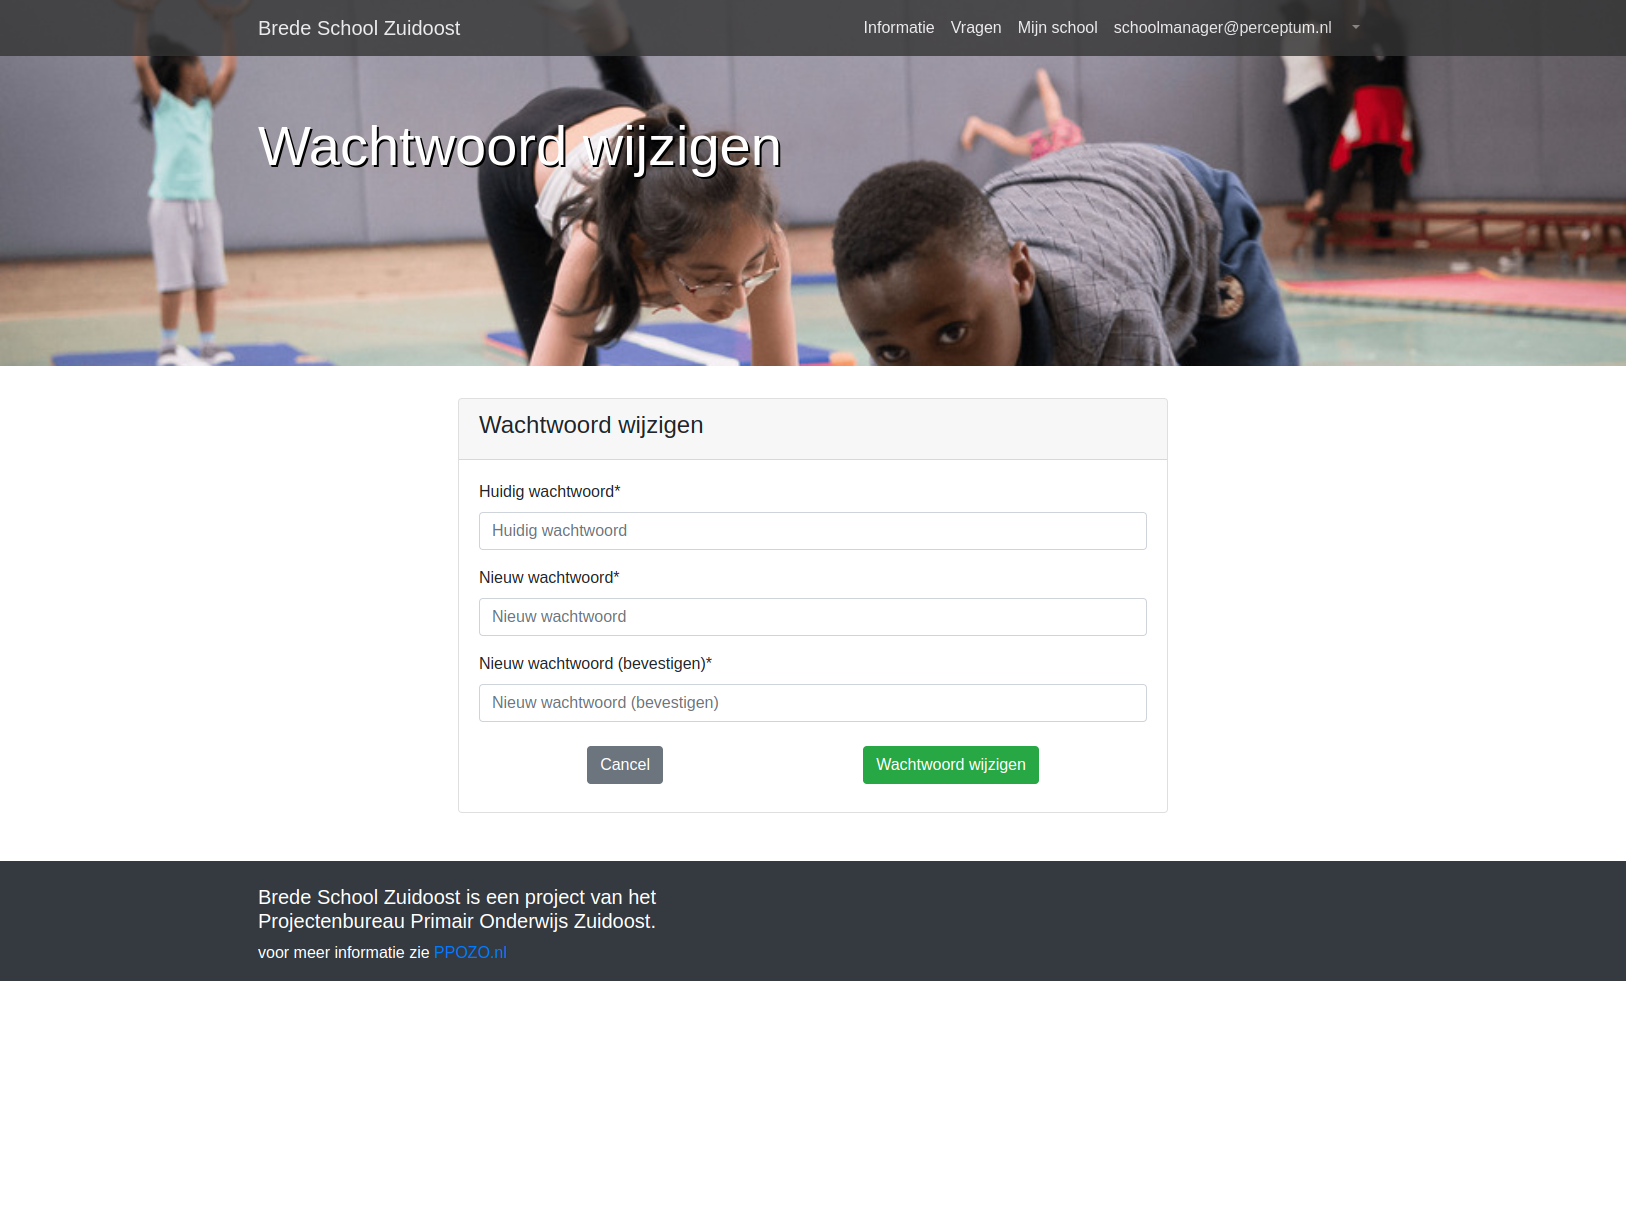 Brede School Zuidoost
Informatie
Vragen
Mijn school
schoolmanager@perceptum.nl
Wachtwoord wijzigen
Wachtwoord wijzigen
Huidig wachtwoord*
Huidig wachtwoord
Nieuw wachtwoord*
Nieuw wachtwoord
Nieuw wachtwoord (bevestigen)*
Nieuw wachtwoord (bevestigen)
Cancel
Wachtwoord wijzigen
Brede School Zuidoost is een project van het
Projectenbureau Primair Onderwijs Zuidoost.
voor meer informatie zie PPOZO.nl